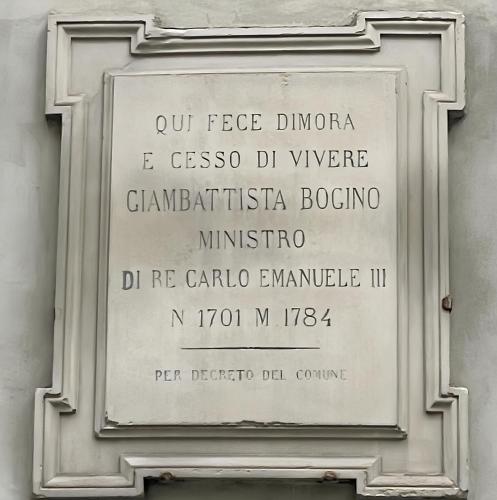 QUI FECE DIMORA
E CESSO DI VIVERE
GIAMBATTISTA BOGINO
MINISTRO
DI RE CARLO EMANUELE III
N 1701 M 1784
PER DECRETO DEL COMUNE